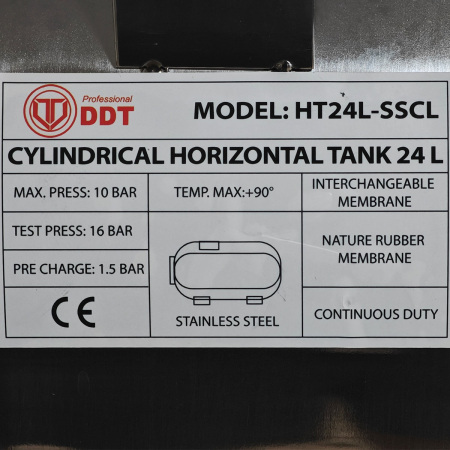 Professional
DDT
MODEL: HT24L-SSCL
CYLINDRICAL HORIZONTAL TANK 24 L
MAX. PRESS: 10 BAR
TEMP. MAX:+90°
INTERCHANGEABLE
MEMBRANE
TEST PRESS: 16 BAR
PRE CHARGE: 1.5 BAR
CE
STAINLESS STEEL
NATURE RUBBER
MEMBRANE
CONTINUOUS DUTY